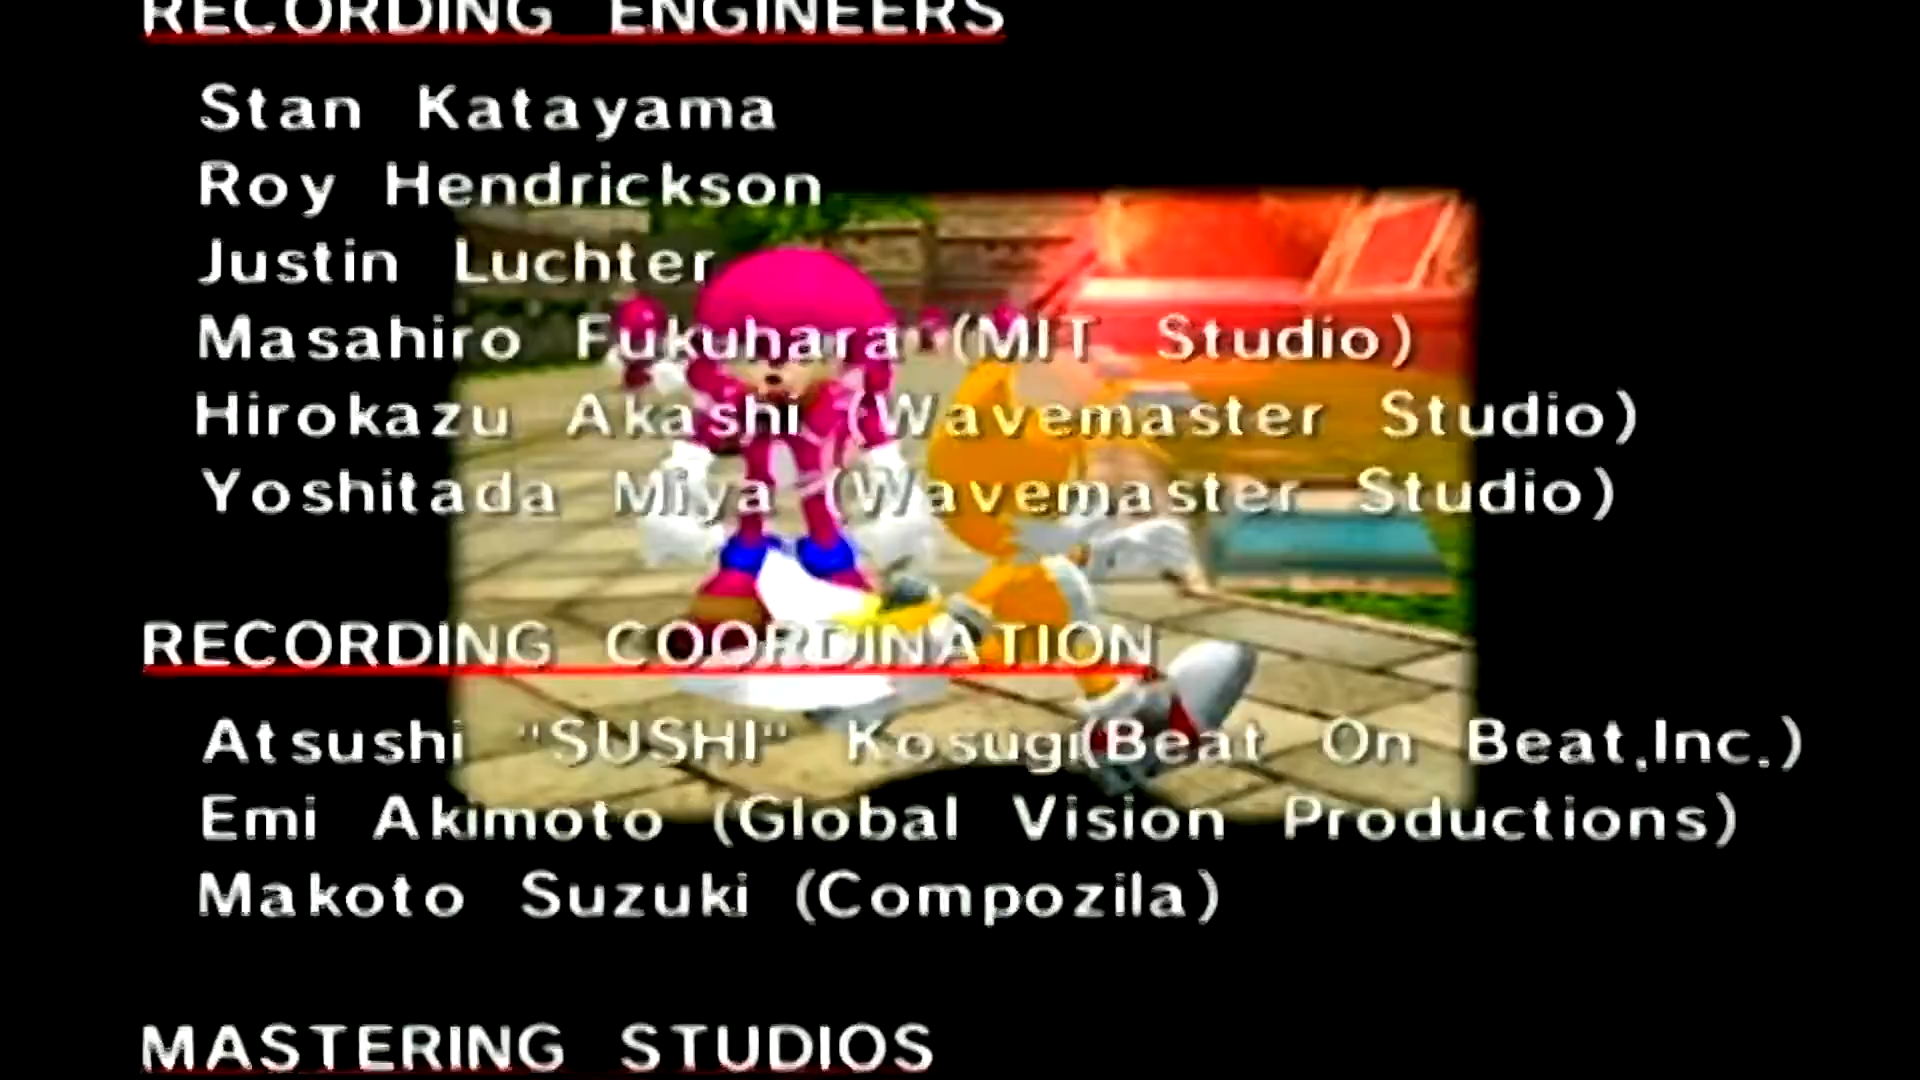 RECORDING ENGINEERS
Stan Katayama
Roy Hendrickson
Justin Luchter
Masahiro Fukuhara (MIT Studio)
Hirokazu Akashi (Wavemaster Studio)
Yoshitada Miya (Wavemaster Studio)
RECORDING COORDINATION
Atsushi "SUSHI" Kosugi(Beat On Beat,Inc.)
Emi Akimoto (Global Vision Productions)
Makoto Suzuki (Compozila)
MASTERING STUDIOS